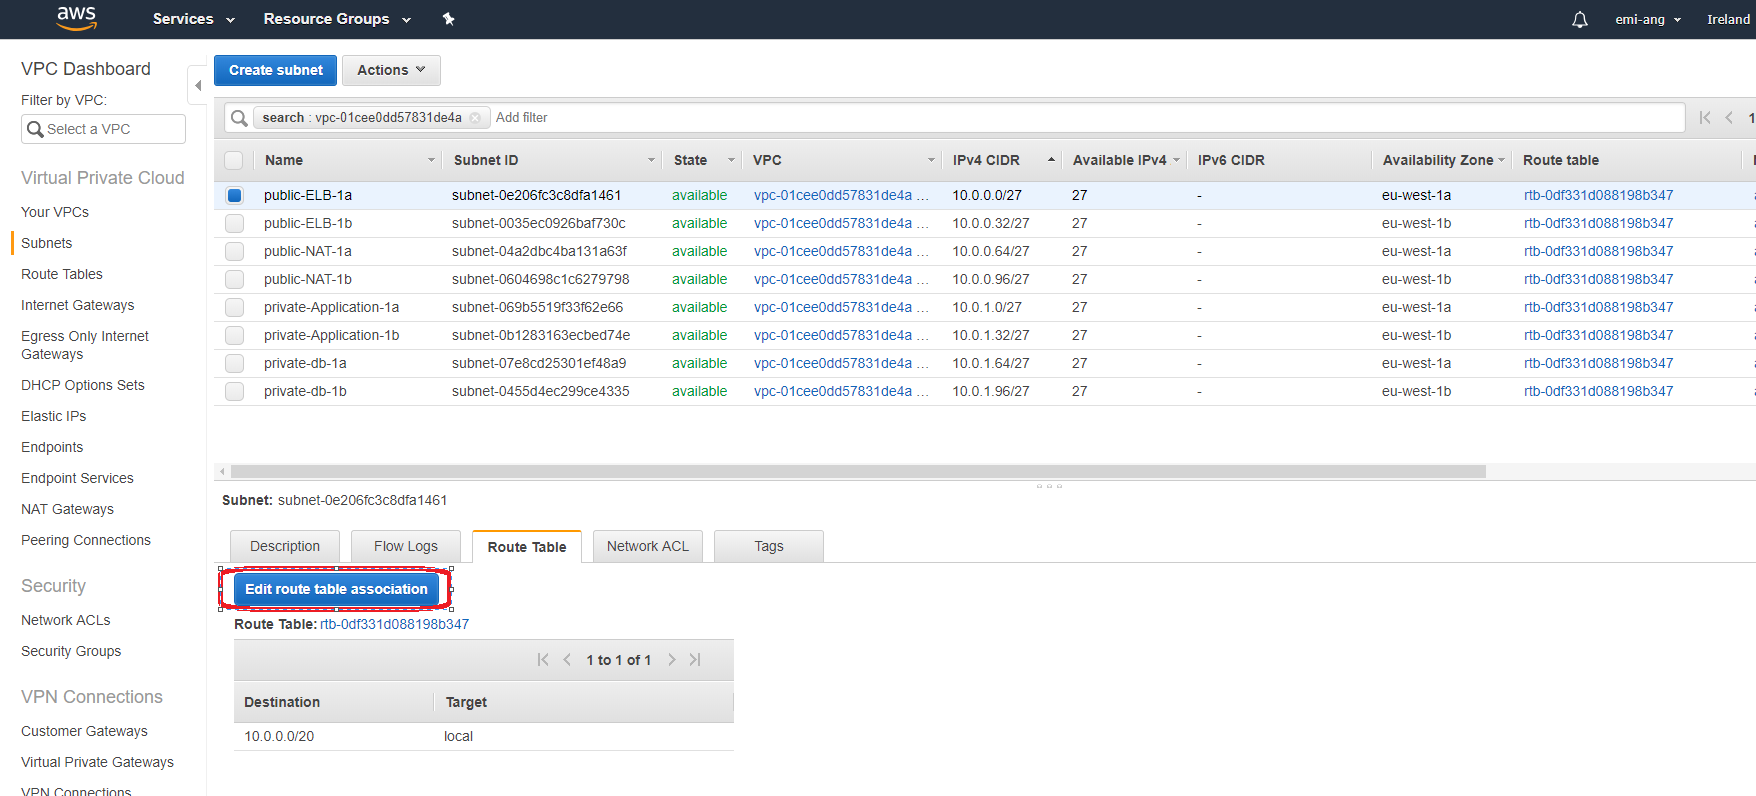 aws Services Resource Groups emi-ang Ireland
VPC Dashboard
Filter by VPC:
Select a VPC
Virtual Private Cloud
Your VPCs
Subnets
Route Tables
Internet Gateways
Egress Only Internet
Gateways
DHCP Options Sets
Elastic IPs
Endpoints
Endpoint Services
NAT Gateways
Peering Connections
Security
Network ACLs
Security Groups
VPN Connections
Customer Gateways
Virtual Private Gateways
VPN Connections
Create subnet Actions
search : vpc-01cee0dd57831de4a Add filter 1
Name Subnet ID State VPC IPv4 CIDR Available IPv4 IPv6 CIDR Availability Zone Route table
public-ELB-1a subnet-0e206fc3c8dfa1461 available vpc-01cee0dd57831de4a ... 10.0.0.0/27 27 - eu-west-1a rtb-0df331d088198b347
public-ELB-1b subnet-0035ec0926baf730c available vpc-01cee0dd57831de4a ... 10.0.0.32/27 27 - eu-west-1b rtb-0df331d088198b347
public-NAT-1a subnet-04a2dbc4ba131a63f available vpc-01cee0dd57831de4a ... 10.0.0.64/27 27 - eu-west-1a rtb-0df331d088198b347
public-NAT-1b subnet-0604698c1c6279798 available vpc-01cee0dd57831de4a ... 10.0.0.96/27 27 - eu-west-1b rtb-0df331d088198b347
private-Application-1a subnet-069b5519f33f62e66 available vpc-01cee0dd57831de4a ... 10.0.1.0/27 27 - eu-west-1a rtb-0df331d088198b347
private-Application-1b subnet-0b1283163ecbed74e available vpc-01cee0dd57831de4a ... 10.0.1.32/27 27 - eu-west-1b rtb-0df331d088198b347
private-db-1a subnet-07e8cd25301ef48a9 available vpc-01cee0dd57831de4a ... 10.0.1.64/27 27 - eu-west-1a rtb-0df331d088198b347
private-db-1b subnet-0455d4ec299ce4335 available vpc-01cee0dd57831de4a ... 10.0.1.96/27 27 - eu-west-1b rtb-0df331d088198b347
Subnet: subnet-0e206fc3c8dfa1461
Description Flow Logs Route Table Network ACL Tags
Edit route table association
Route Table: rtb-0df331d088198b347
1 to 1 of 1
Destination Target
10.0.0.0/20 local